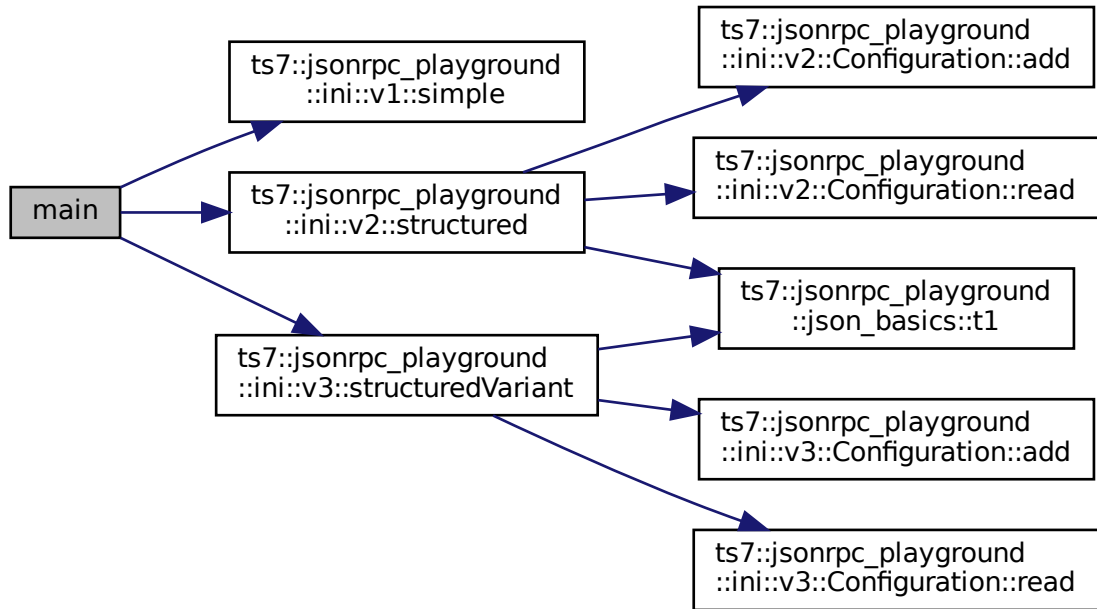 main
ts7::jsonrpc_playground
::ini::v1::simple
ts7::jsonrpc_playground
::ini::v2::structured
ts7::jsonrpc_playground
::ini::v3::structuredVariant
ts7::jsonrpc_playground
::ini::v2::Configuration::add
ts7::jsonrpc_playground
::ini::v2::Configuration::read
ts7::jsonrpc_playground
::json_basics::t1
ts7::jsonrpc_playground
::ini::v3::Configuration::add
ts7::jsonrpc_playground
::ini::v3::Configuration::read